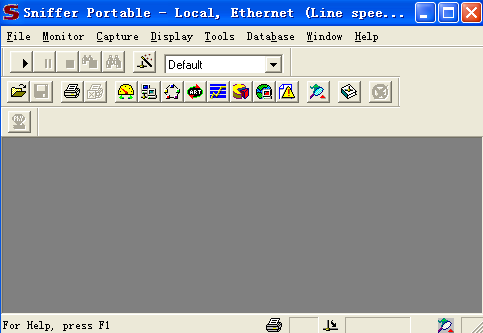 Sniffer Portable - Local, Ethernet (Line spee...
File Monitor Capture Display Tools Database Window Help
Default
ART
For Help, press F1